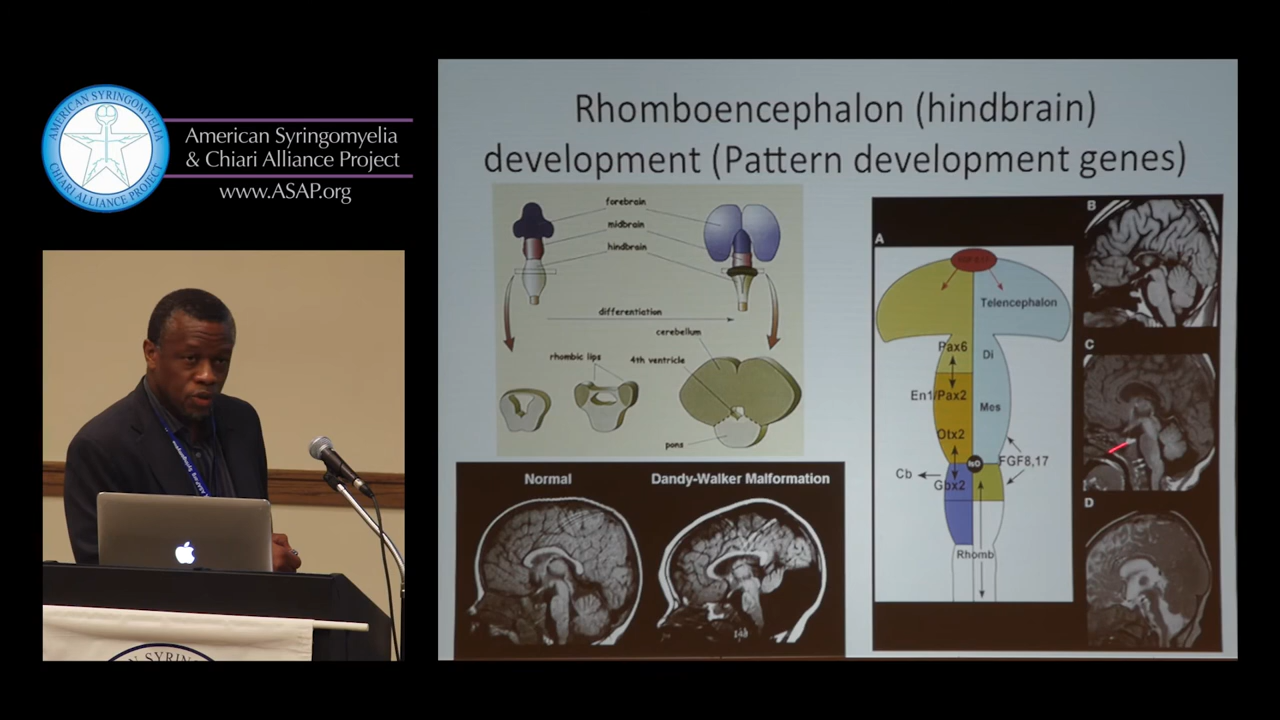 AMERICAN SYRINGOMYELIA
CHIARI ALLIANCE PROJECT
American Syringomyelia
& Chiari Alliance Project
www.ASAP.org
Rhomboencephalon (hindbrain)
development (Pattern development genes)
forebrain
midbrain
hindbrain
differentiation
cerebellum
rhombic lips
4th ventricle
pons
Normal
Dandy-Walker Malformation
A
Telencephalon
Pax6
Di
En1/Pax2
Mes
Otx2
IsO
FGF8,17
Cb
Gbx2
Rhomb
B
C
D
SYRIN